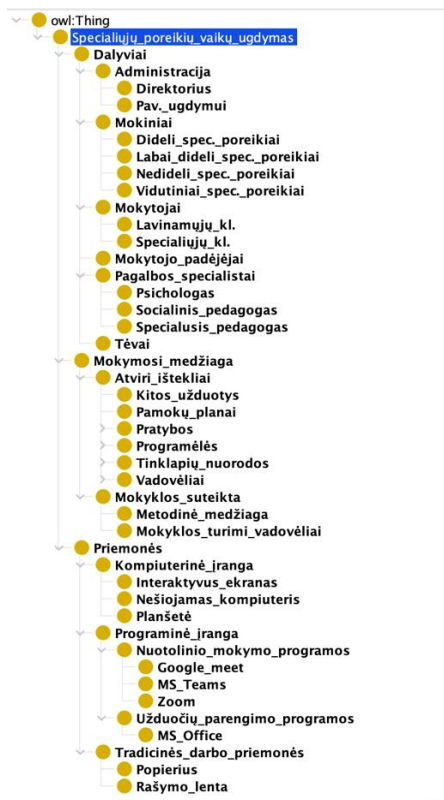 owl:Thing
Specialiųjų_poreikių_vaikų_ugdymas
Dalyviai
Administracija
Direktorius
Pav._ugdymui
Mokiniai
Dideli_spec._poreikiai
Labai_dideli_spec._poreikiai
Nedideli_spec._poreikiai
Vidutiniai_spec._poreikiai
Mokytojai
Lavinamųjų_kl.
Specialiųjų_kl.
Mokytojo_padėjėjai
Pagalbos_specialistai
Psichologas
Socialinis_pedagogas
Specialusis_pedagogas
Tėvai
Mokymosi_medžiaga
Atviri_ištekliai
Kitos_užduotys
Pamokų_planai
Pratybos
Programėlės
Tinklapių_nuorodos
Vadovėliai
Mokyklos_suteikta
Metodinė_medžiaga
Mokyklos_turimi_vadovėliai
Priemonės
Kompiuterinė_įranga
Interaktyvus_ekranas
Nešiojamas_kompiuteris
Planšetė
Programinė_įranga
Nuotolinio_mokymo_programos
Google_meet
MS_Teams
Zoom
Užduočių_parengimo_programos
MS_Office
Tradicinės_darbo_priemonės
Popierius
Rašymo_lenta